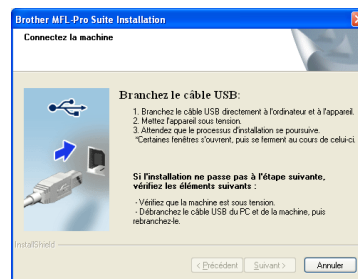 Brother MFL-Pro Suite Installation
Connectez la machine
Branchez le câble USB:
1. Branchez le câble USB directement à l'ordinateur et à l'appareil.
2. Mettez l'appareil sous tension.
3. Attendez que le processus d'installation se poursuive.
*Certaines fenêtres s'ouvrent, puis se ferment au cours de celui-ci.
Si l'installation ne passe pas à l'étape suivante,
vérifiez les éléments suivants :
- Vérifiez que la machine est sous tension.
- Débranchez le câble USB du PC et de la machine, puis
rebranchez-le.
InstallShield
< Précédent Suivant > Annuler